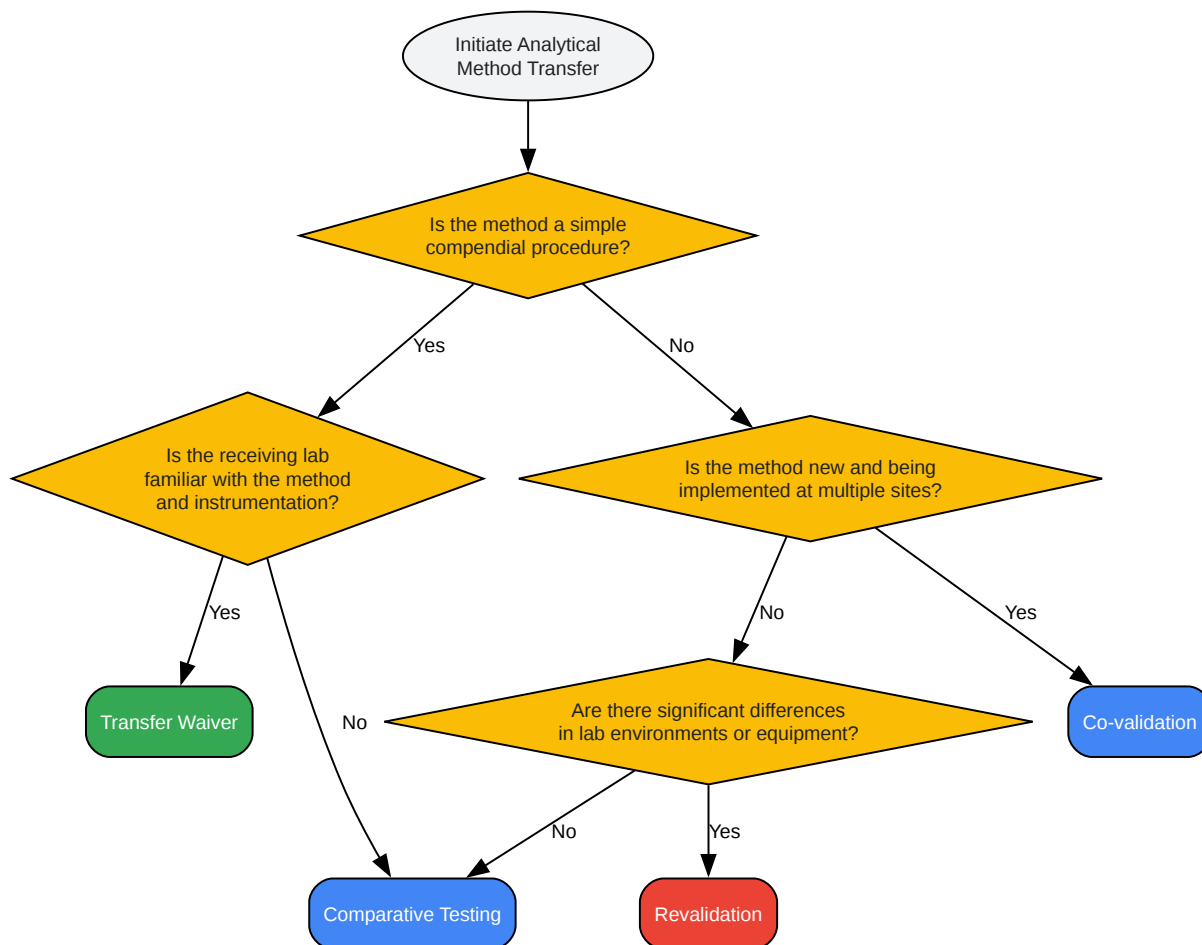 Initiate Analytical
Method Transfer
Is the method a simple
compendial procedure?
Yes
No
Is the receiving lab
familiar with the method
and instrumentation?
Is the method new and being
implemented at multiple sites?
Yes
No
Yes
Transfer Waiver
No
Are there significant differences
in lab environments or equipment?
Co-validation
No
Yes
Comparative Testing
Revalidation